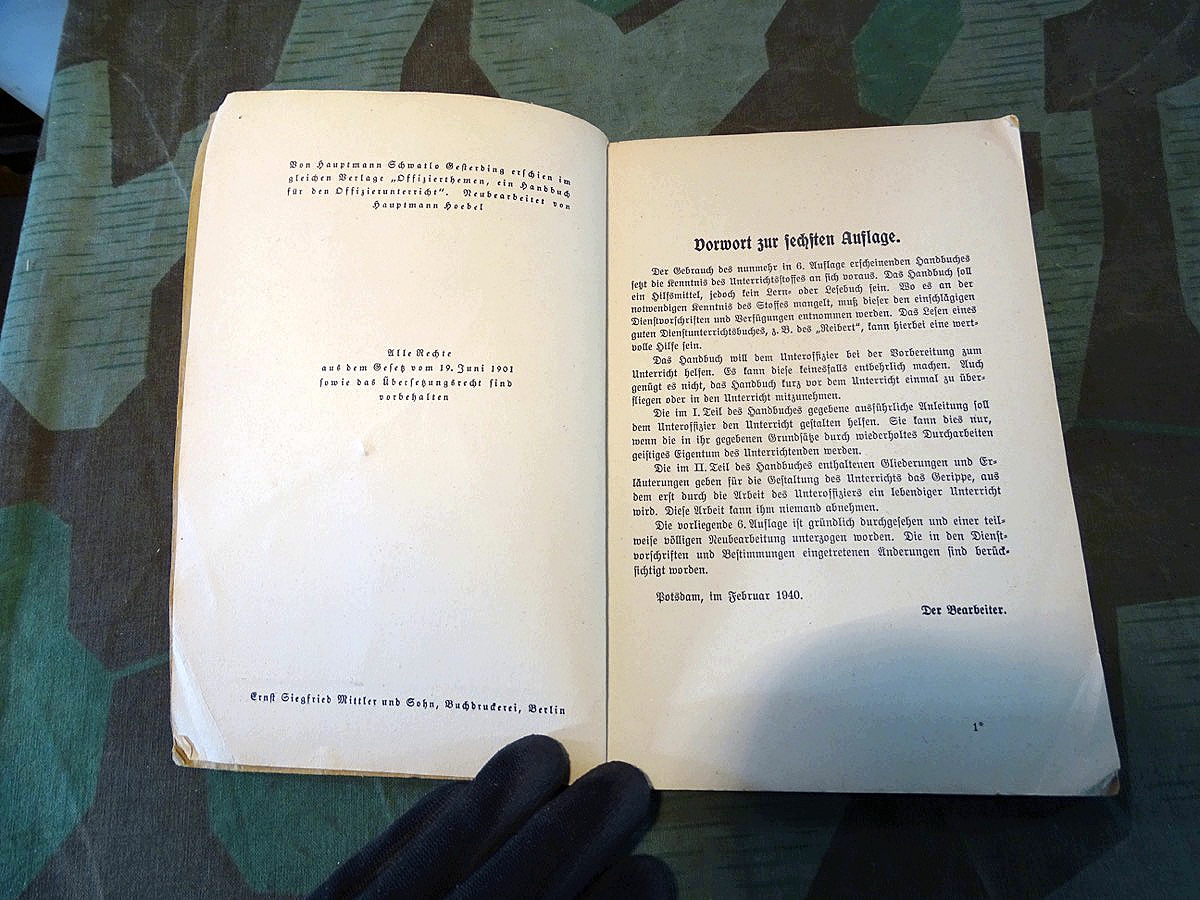 Von Hauptmann Schwatlo Gesterding erschien im
gleichen Verlage „Offizierthemen, ein Handbuch
für den Offizierunterricht“. Neubearbeitet von
Hauptmann Hoebel
Alle Rechte
aus dem Gesetz vom 19. Juni 1901
sowie das Übersetzungsrecht sind
vorbehalten
Ernst Siegfried Mittler und Sohn, Buchdruckerei, Berlin
Vorwort zur sechsten Auflage.
Der Gebrauch des nunmehr in 6. Auflage erscheinenden Handbuches
setzt die Kenntnis des Unterrichtsstoffes an sich voraus. Das Handbuch soll
ein Hilfsmittel, jedoch kein Lern- oder Lesebuch sein. Wo es an der
notwendigen Kenntnis des Stoffes mangelt, muß dieser den einschlägigen
Dienstvorschriften und Verfügungen entnommen werden. Das Lesen eines
guten Dienstunterrichtsbuches, z. B. des „Reibert“, kann hierbei eine wert-
volle Hilfe sein.
Das Handbuch will dem Unteroffizier bei der Vorbereitung zum
Unterricht helfen. Es kann diese keinesfalls entbehrlich machen. Auch
genügt es nicht, das Handbuch kurz vor dem Unterricht einmal zu über-
fliegen oder in den Unterricht mitzunehmen.
Die im I. Teil des Handbuches gegebene ausführliche Anleitung soll
dem Unteroffizier den Unterricht gestalten helfen. Sie kann dies nur,
wenn die in ihr gegebenen Grundsätze durch wiederholtes Durcharbeiten
geistiges Eigentum des Unterrichtenden werden.
Die im II. Teil des Handbuches enthaltenen Gliederungen und Er-
läuterungen geben für die Gestaltung des Unterrichts das Gerippe, aus
dem erst durch die Arbeit des Unteroffiziers ein lebendiger Unterricht
wird. Diese Arbeit kann ihm niemand abnehmen.
Die vorliegende 6. Auflage ist gründlich durchgesehen und einer teil-
weise völligen Neubearbeitung unterzogen worden. Die in den Dienst-
vorschriften und Bestimmungen eingetretenen Änderungen sind berück-
sichtigt worden.
Potsdam, im Februar 1940.
Der Bearbeiter.
1*